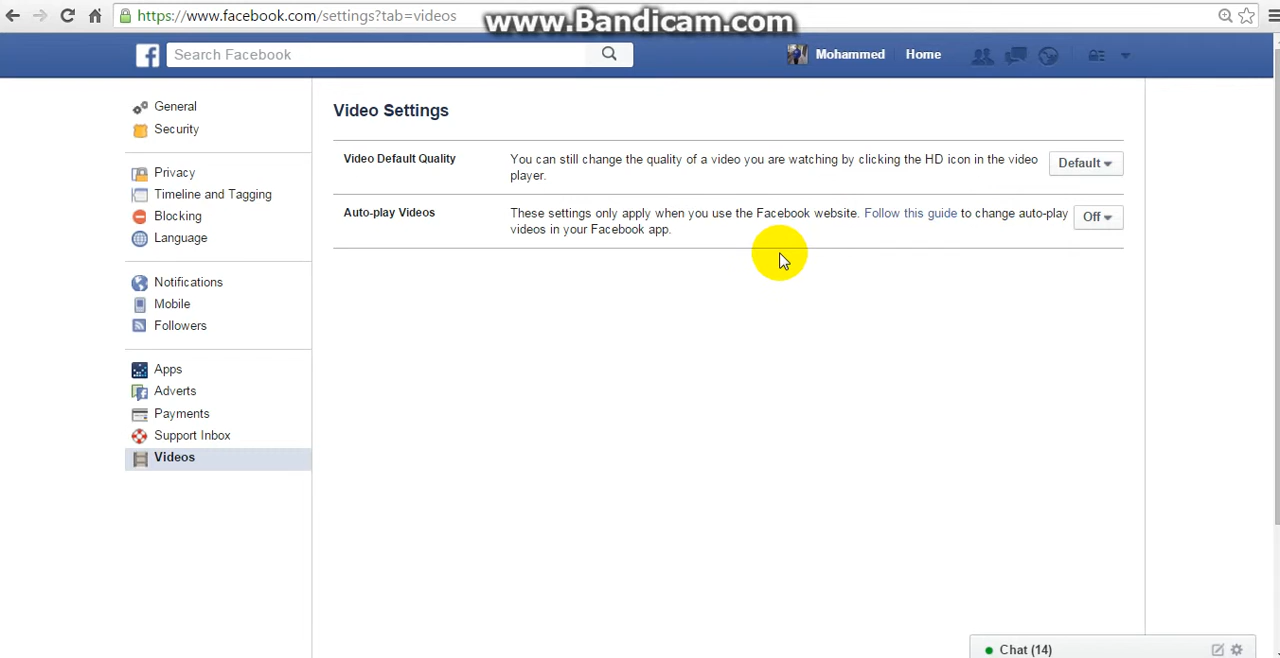 https://www.facebook.com/settings?tab=videos
www.Bandicam.com
f
Search Facebook
Mohammed
Home
General
Security
Privacy
Timeline and Tagging
Blocking
Language
Notifications
Mobile
Followers
Apps
Adverts
Payments
Support Inbox
Videos
Video Settings
Video Default Quality
You can still change the quality of a video you are watching by clicking the HD icon in the video
player.
Default
Auto-play Videos
These settings only apply when you use the Facebook website. Follow this guide to change auto-play
videos in your Facebook app.
Off
Chat (14)